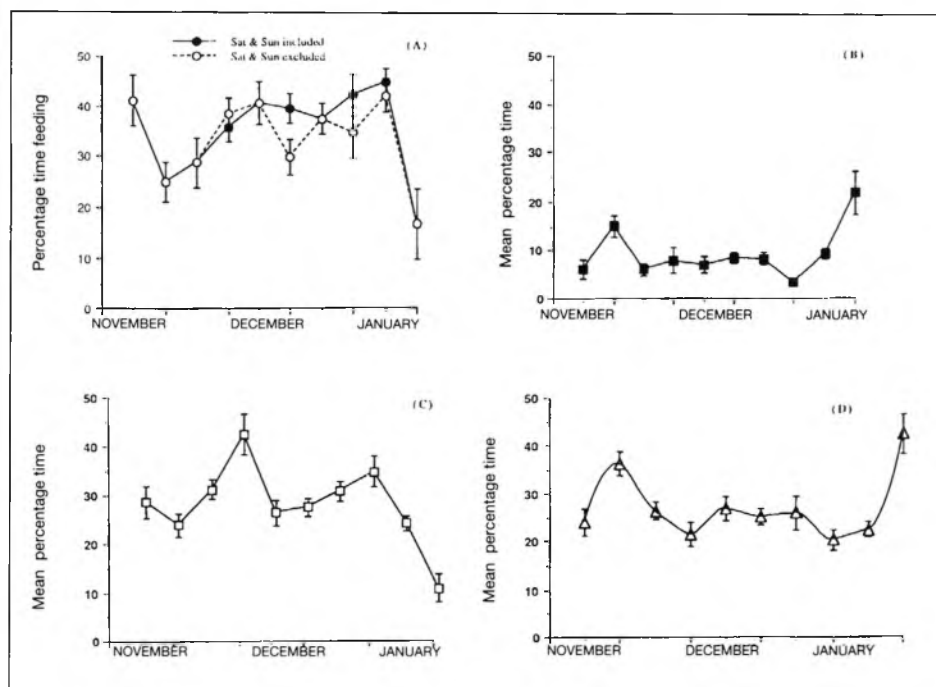 Sat & Sun included
Sat & Sun excluded
(A)
Percentage time feeding
50
40
30
20
10
0
NOVEMBER DECEMBER JANUARY
(B)
Mean percentage time
50
40
30
20
10
0
NOVEMBER DECEMBER JANUARY
(C)
Mean percentage time
50
40
30
20
10
0
NOVEMBER DECEMBER JANUARY
(D)
Mean percentage time
50
40
30
20
10
0
NOVEMBER DECEMBER JANUARY